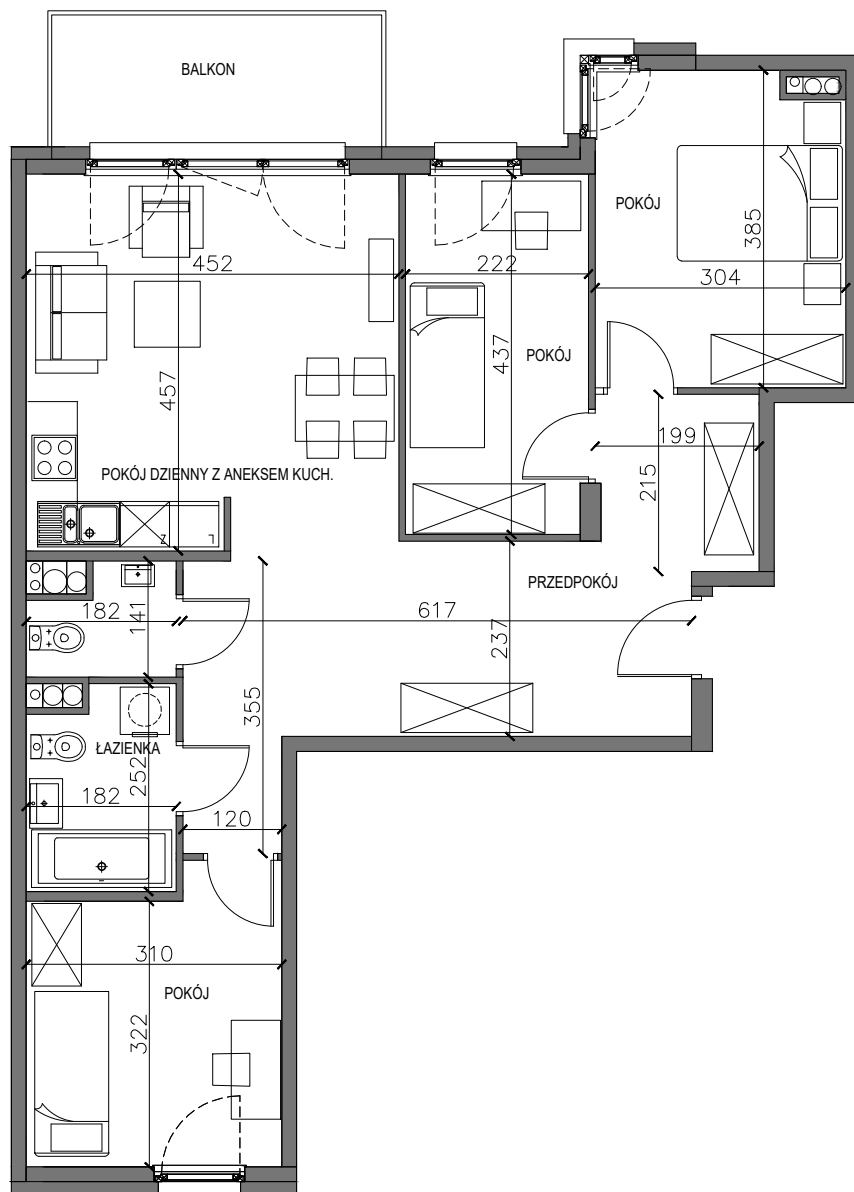 BALKON
POKÓJ
385
452
222
304
437
POKÓJ
457
199
POKÓJ DZIENNY Z ANEKSEM KUCH.
215
Z
PRZEDPOKÓJ
182
141
617
237
355
ŁAZIENKA
252
182
120
310
POKÓJ
322